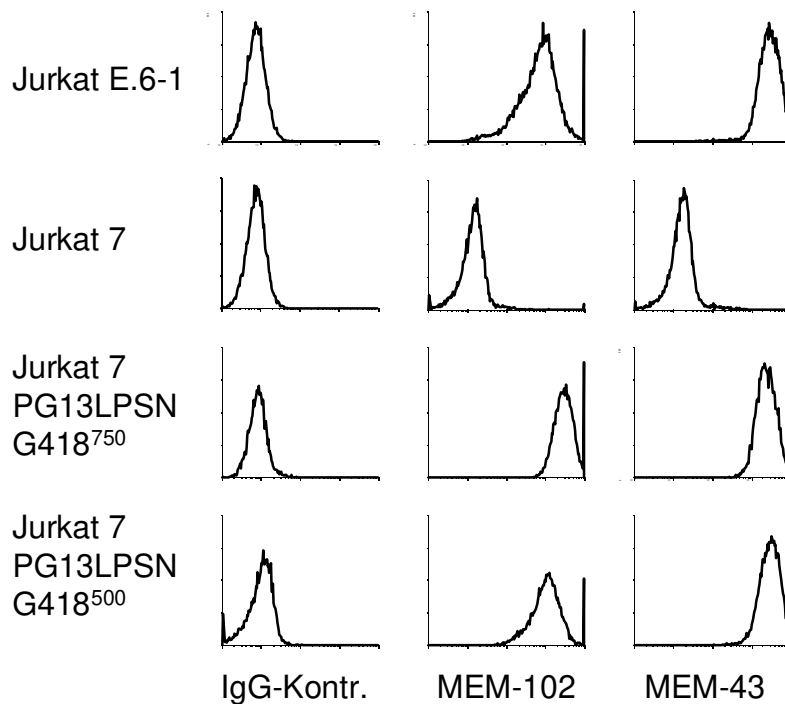 Jurkat E.6-1
Jurkat 7
Jurkat 7
PG13LPSN
G418⁷⁵⁰
Jurkat 7
PG13LPSN
G418⁵⁰⁰
IgG-Kontr. MEM-102 MEM-43